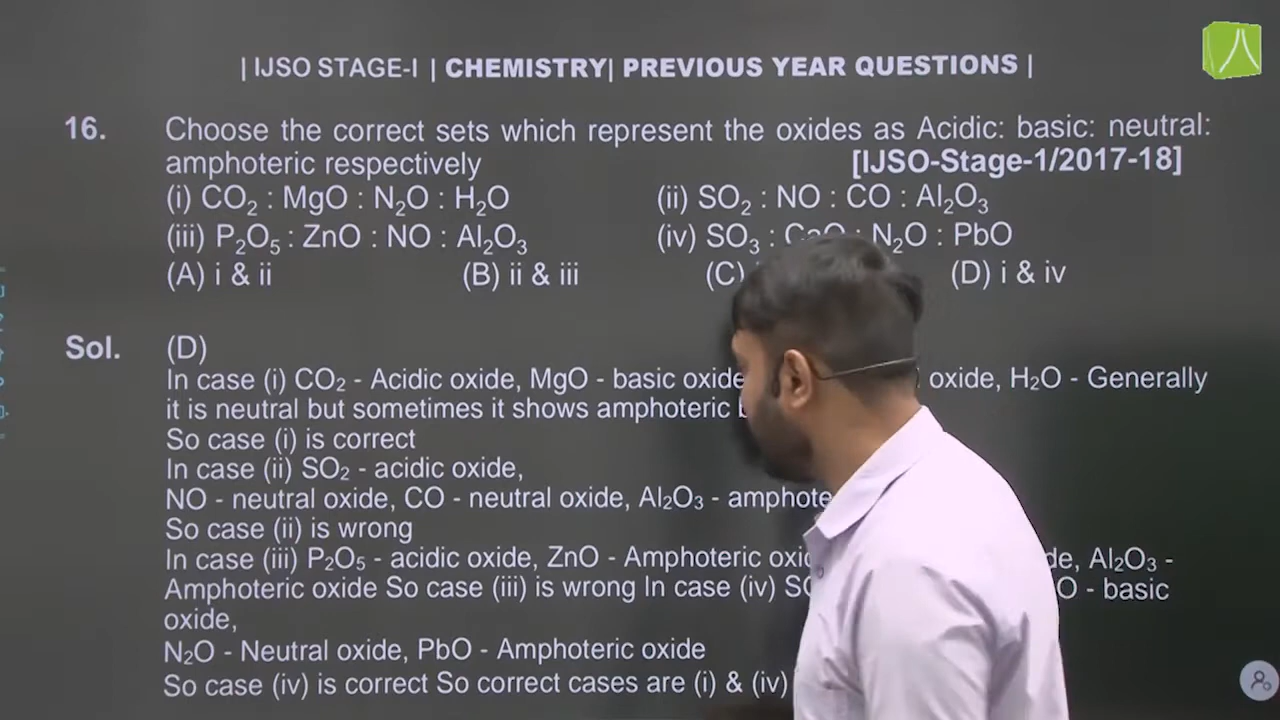 | IJSO STAGE-I | CHEMISTRY| PREVIOUS YEAR QUESTIONS |
16. Choose the correct sets which represent the oxides as Acidic: basic: neutral:
amphoteric respectively [IJSO-Stage-1/2017-18]
(i) CO₂ : MgO : N₂O : H₂O (ii) SO₂ : NO : CO : Al₂O₃
(iii) P₂O₅ : ZnO : NO : Al₂O₃ (iv) SO₃ : CaO : N₂O : PbO
(A) i & ii (B) ii & iii (C) (D) i & iv
Sol. (D)
In case (i) CO₂ - Acidic oxide, MgO - basic oxide oxide, H₂O - Generally
it is neutral but sometimes it shows amphoteric
So case (i) is correct
In case (ii) SO₂ - acidic oxide,
NO - neutral oxide, CO - neutral oxide, Al₂O₃ - amphote
So case (ii) is wrong
In case (iii) P₂O₅ - acidic oxide, ZnO - Amphoteric oxi de, Al₂O₃ -
Amphoteric oxide So case (iii) is wrong In case (iv) S O - basic
oxide,
N₂O - Neutral oxide, PbO - Amphoteric oxide
So case (iv) is correct So correct cases are (i) & (iv)